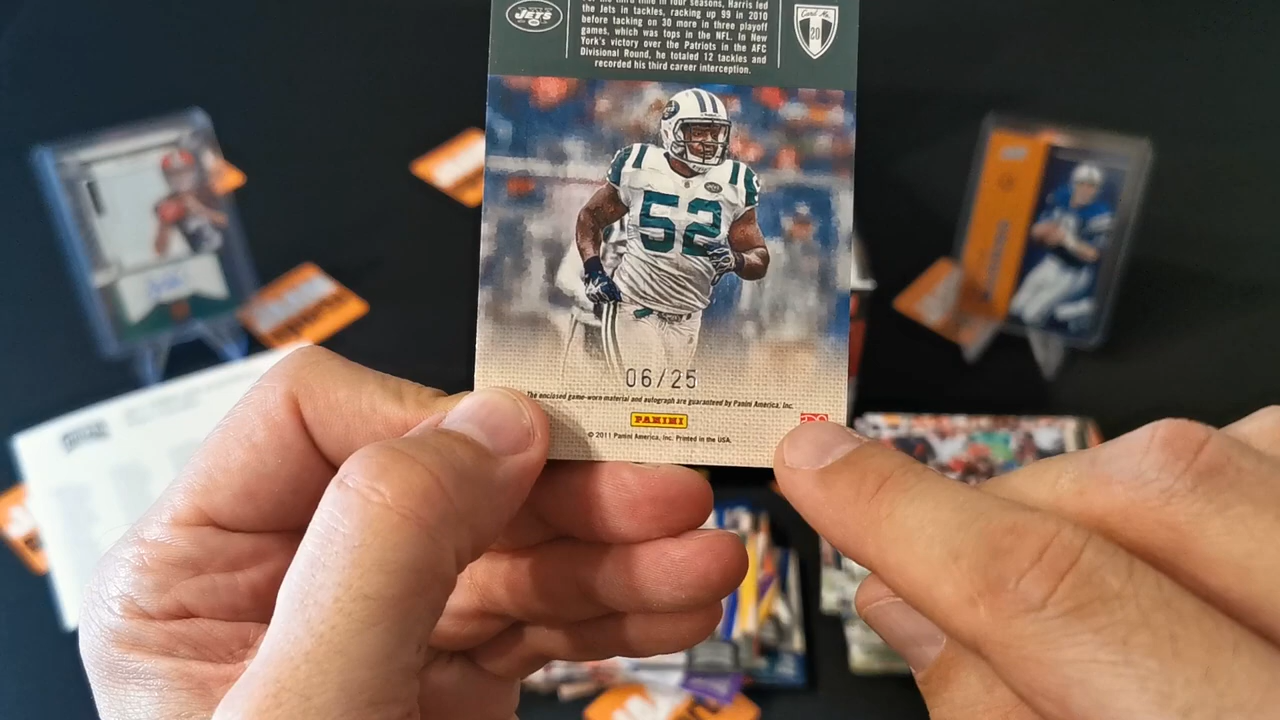 For the third time in four seasons, Harris led
the Jets in tackles, racking up 99 in 2010
before tacking on 30 more in three playoff
games, which was tops in the NFL. In New
York's victory over the Patriots in the AFC
Divisional Round, he totaled 12 tackles and
recorded his third career interception.
JETS
Card No.
20
52
06/25
The enclosed game-worn material and autograph are guaranteed by Panini America, Inc.
PANINI
© 2011 Panini America, Inc. Printed in the USA.